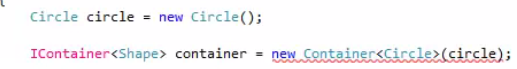 {
Circle circle = new Circle();
IContainer<Shape> container = new Container<Circle>(circle);